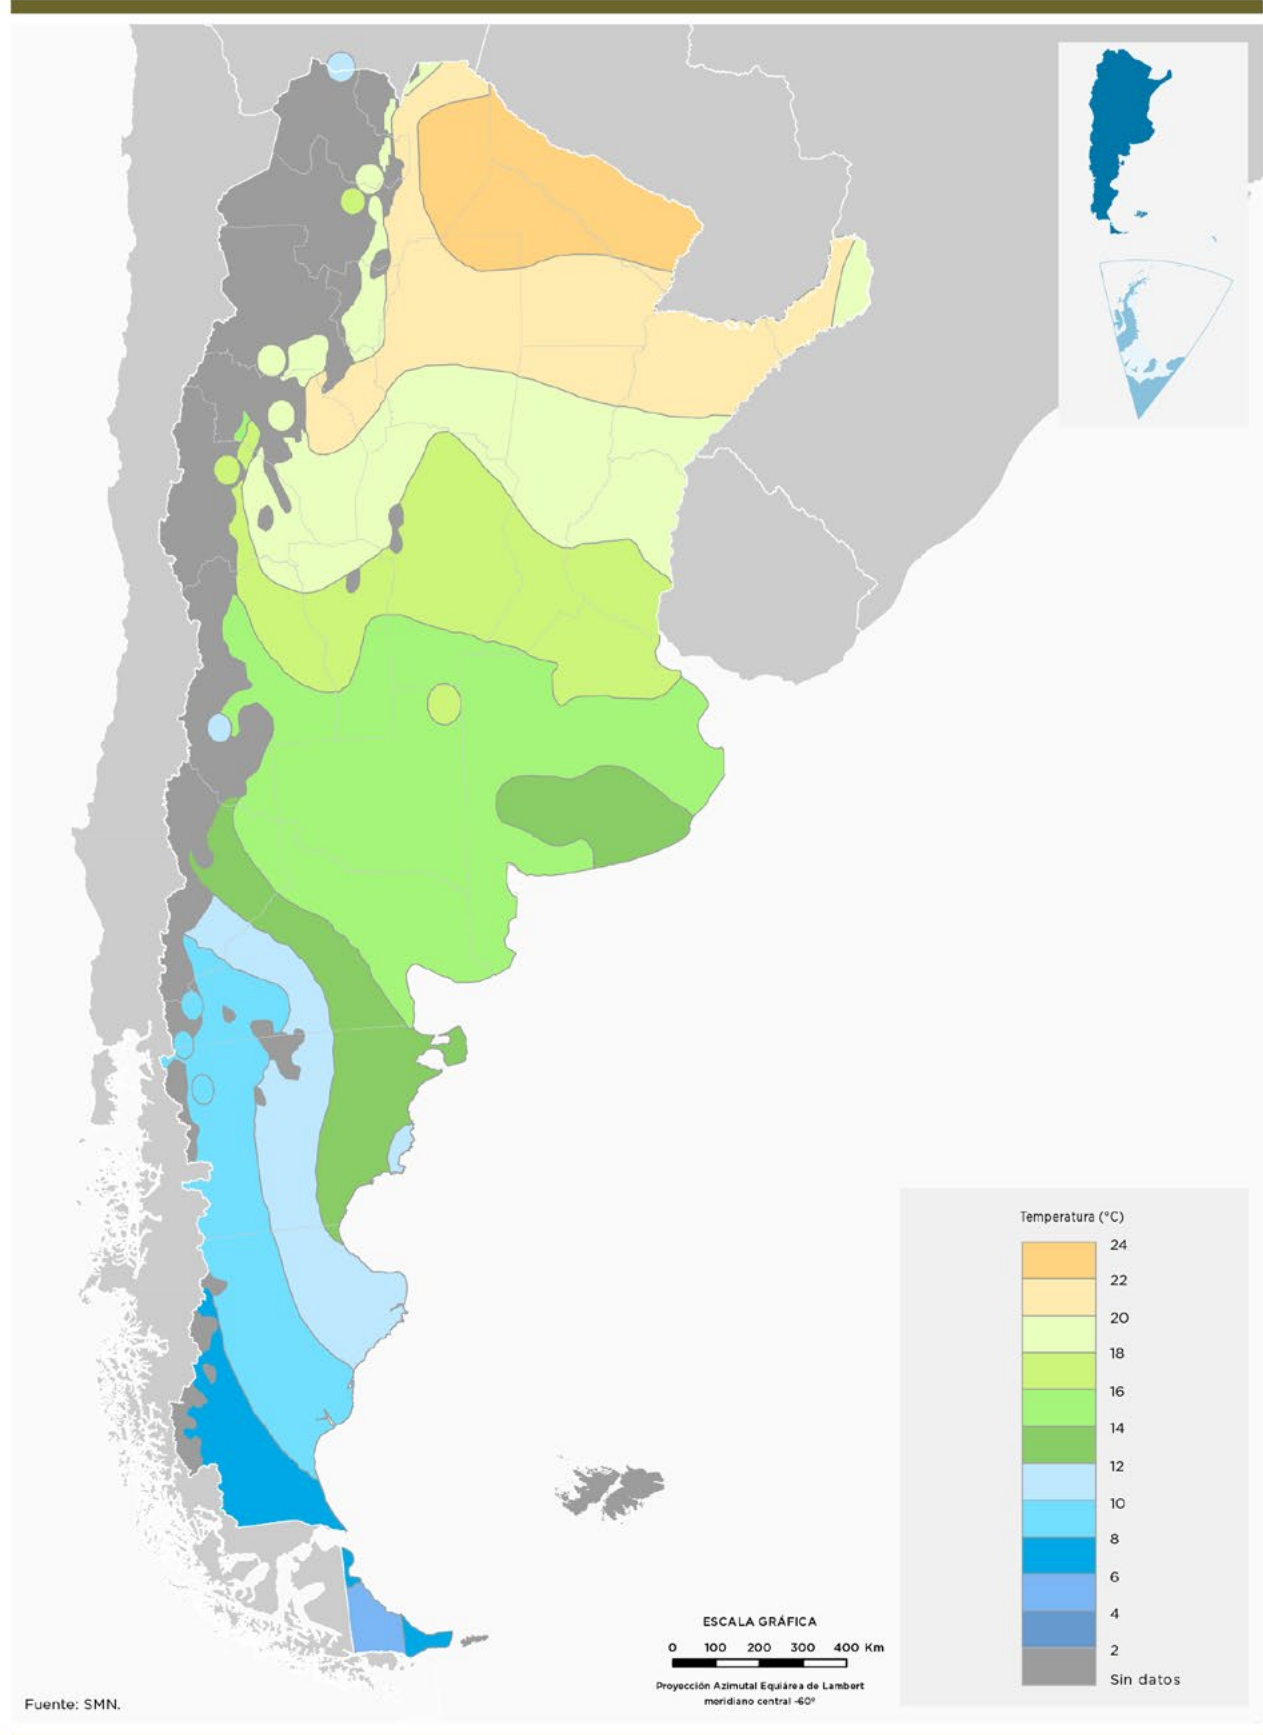 Temperatura (°C)
24
22
20
18
16
14
12
10
8
6
4
2
Sin datos
ESCALA GRÁFICA
0 100 200 300 400 Km
Proyección Azimutal Equiárea de Lambert
meridiano central -60º
Fuente: SMN.